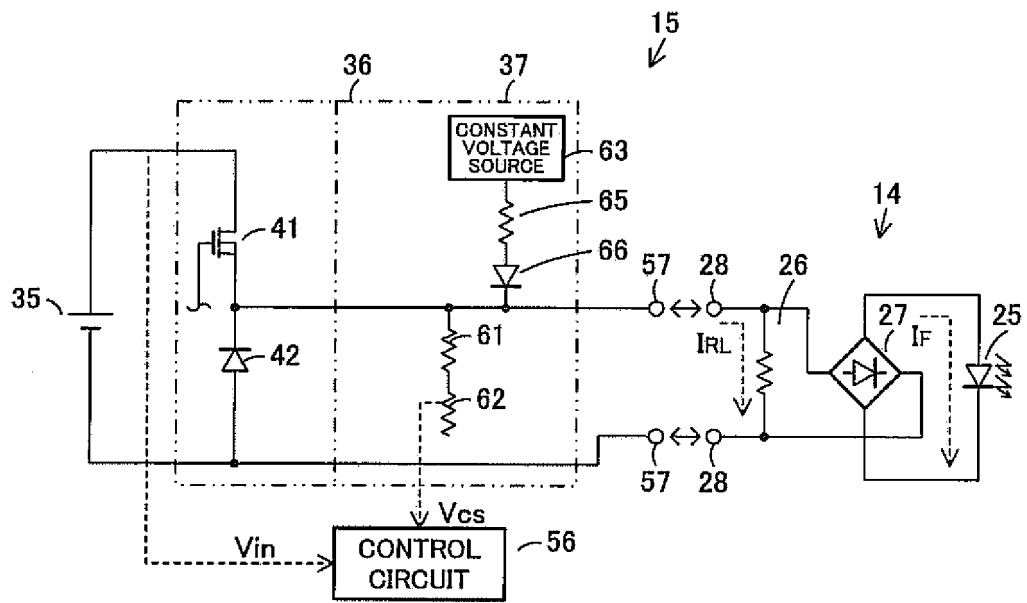 15
36
37
CONSTANT
VOLTAGE
SOURCE
63
65
14
41
66
57
28
26
27
25
35
IRL
IF
61
42
62
57
28
Vcs
Vin
CONTROL
CIRCUIT
56